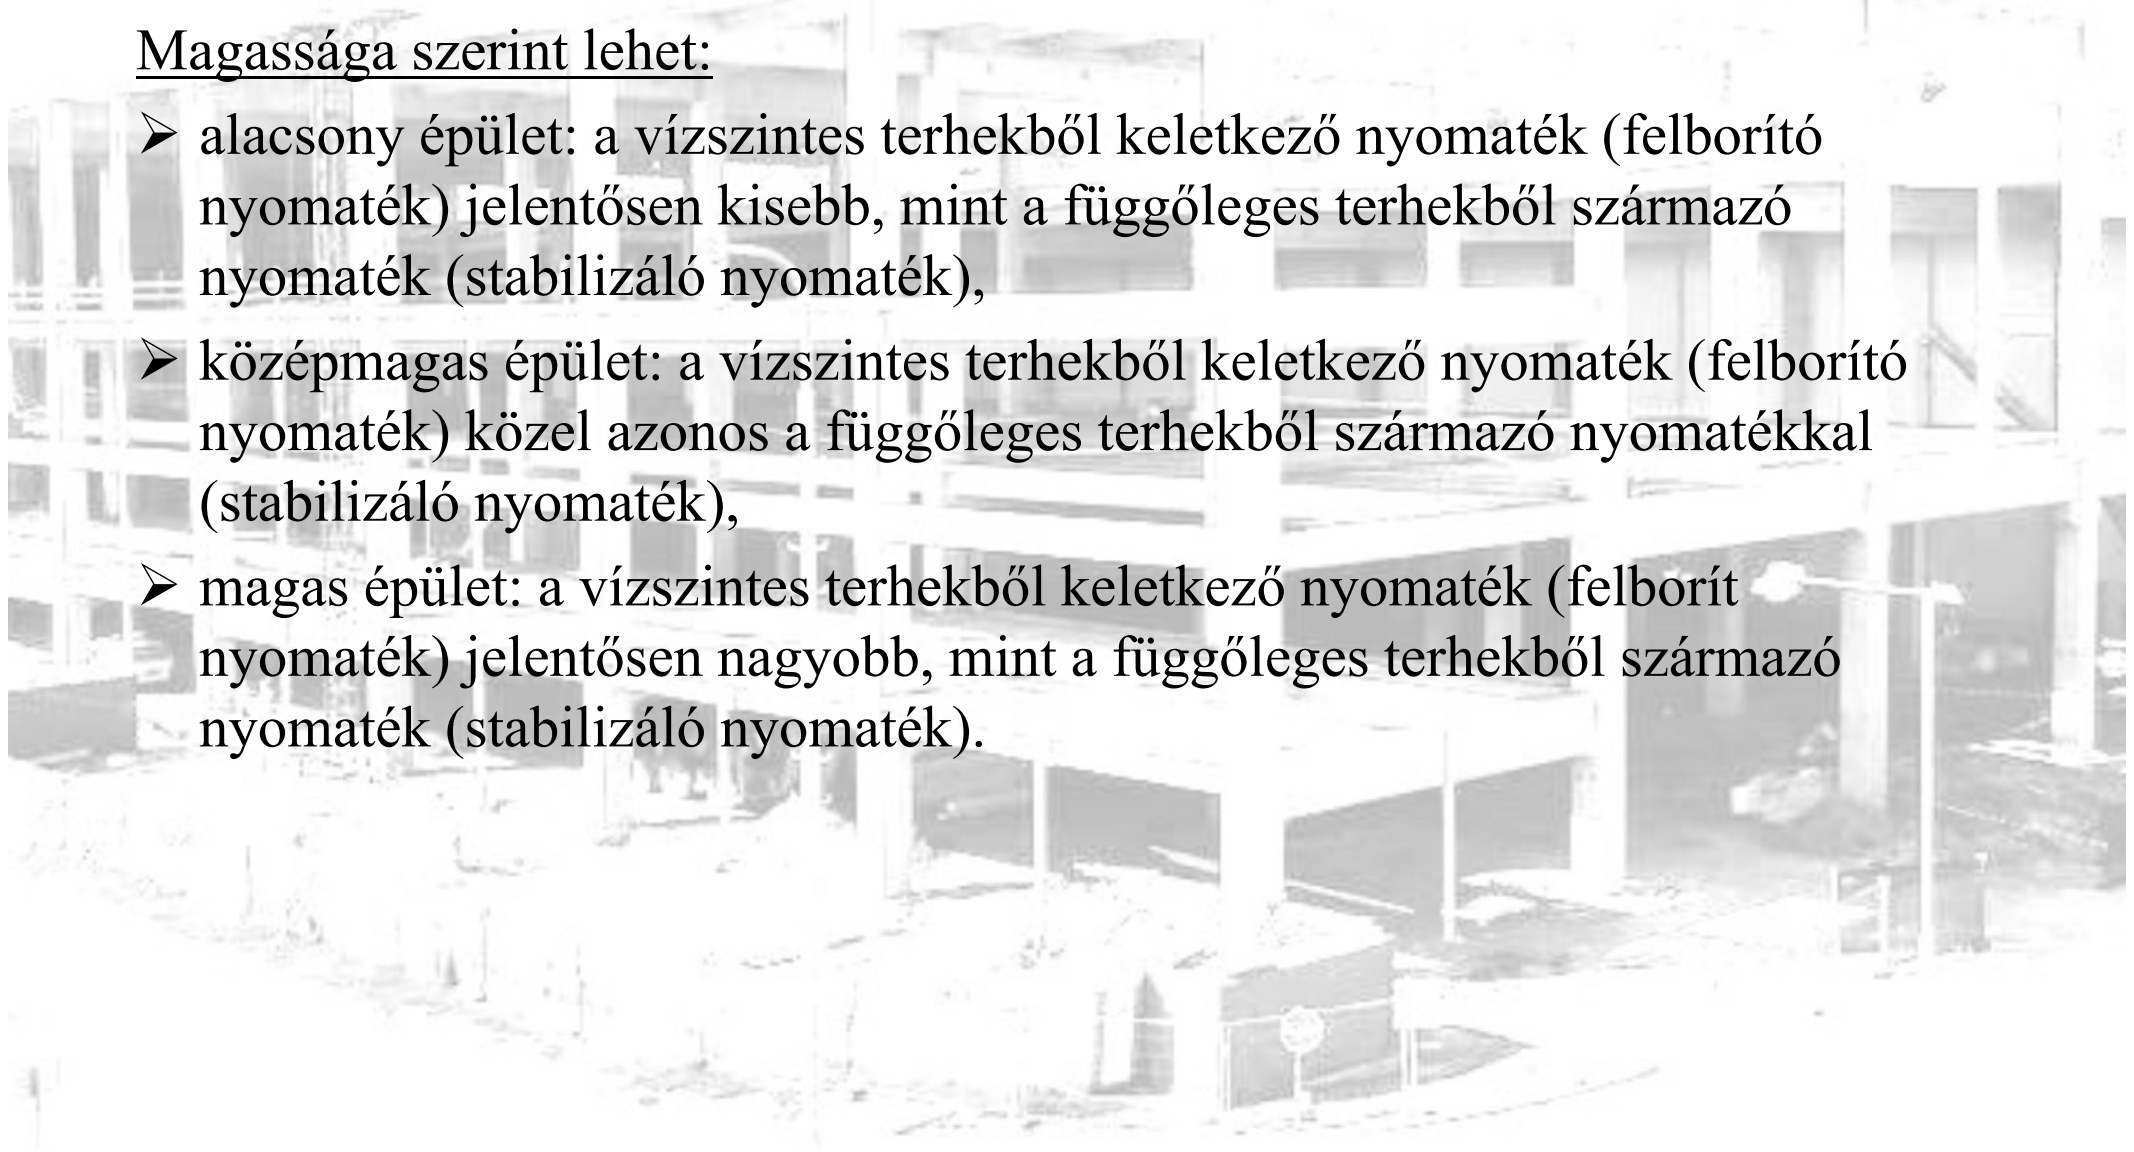 Magassága szerint lehet:
➢ alacsony épület: a vízszintes terhekből keletkező nyomaték (felborító
nyomaték) jelentősen kisebb, mint a függőleges terhekből származó
nyomaték (stabilizáló nyomaték),
➢ középmagas épület: a vízszintes terhekből keletkező nyomaték (felborító
nyomaték) közel azonos a függőleges terhekből származó nyomatékkal
(stabilizáló nyomaték),
➢ magas épület: a vízszintes terhekből keletkező nyomaték (felborít
nyomaték) jelentősen nagyobb, mint a függőleges terhekből származó
nyomaték (stabilizáló nyomaték).